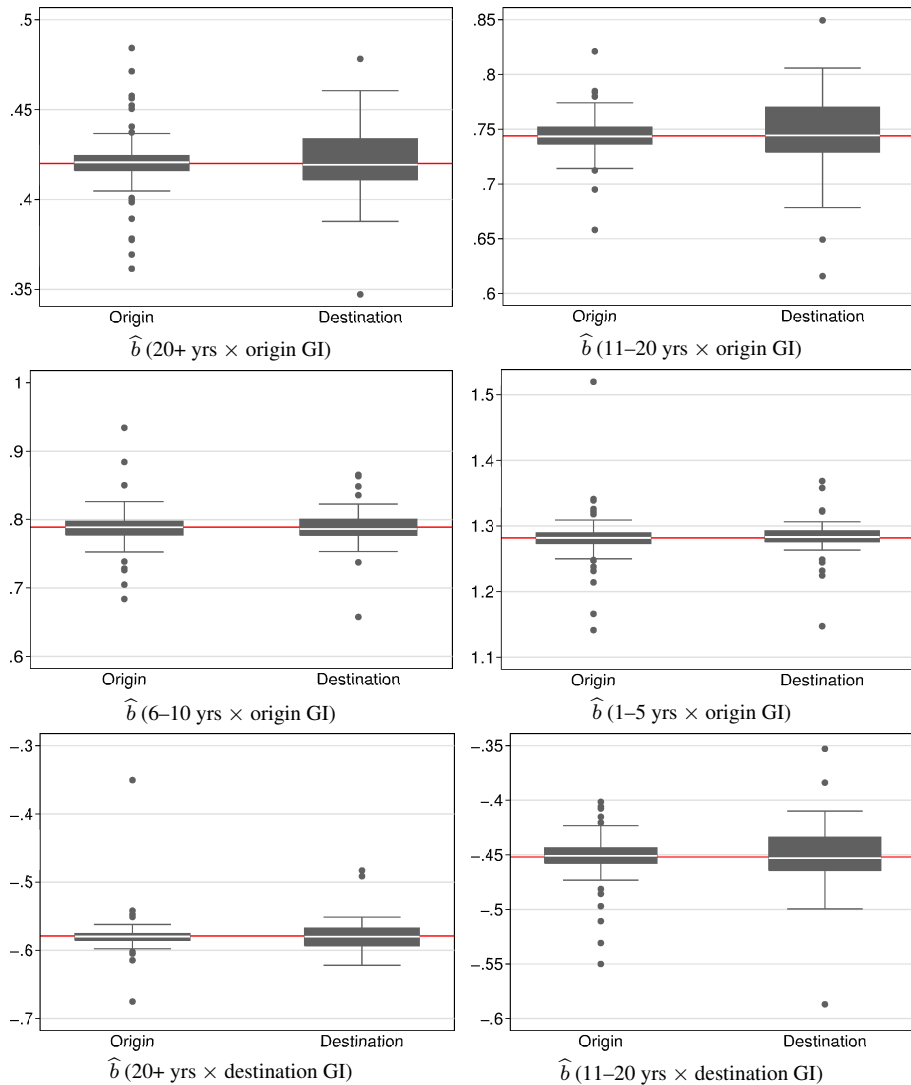 .5
.45
.4
.35
Origin
Destination
b̂ (20+ yrs × origin GI)
.85
.8
.75
.7
.65
.6
Origin
Destination
b̂ (11–20 yrs × origin GI)
1
.9
.8
.7
.6
Origin
Destination
b̂ (6–10 yrs × origin GI)
1.5
1.4
1.3
1.2
1.1
Origin
Destination
b̂ (1–5 yrs × origin GI)
−.3
−.4
−.5
−.6
−.7
Origin
Destination
b̂ (20+ yrs × destination GI)
−.35
−.4
−.45
−.5
−.55
−.6
Origin
Destination
b̂ (11–20 yrs × destination GI)